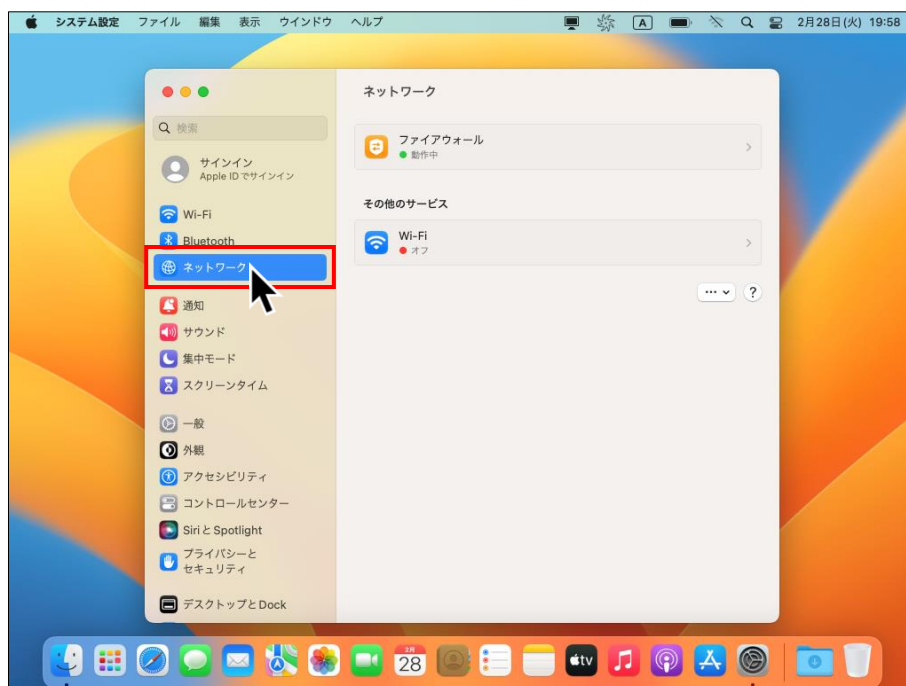 システム設定 ファイル 編集 表示 ウインドウ ヘルプ A 2月28日(火) 19:58
検索
サインイン
Apple IDでサインイン
Wi-Fi
Bluetooth
ネットワーク
通知
サウンド
集中モード
スクリーンタイム
一般
外観
アクセシビリティ
コントロールセンター
SiriとSpotlight
プライバシーと
セキュリティ
デスクトップとDock
ネットワーク
ファイアウォール
動作中
その他のサービス
Wi-Fi
オフ
?
2月
28
tv